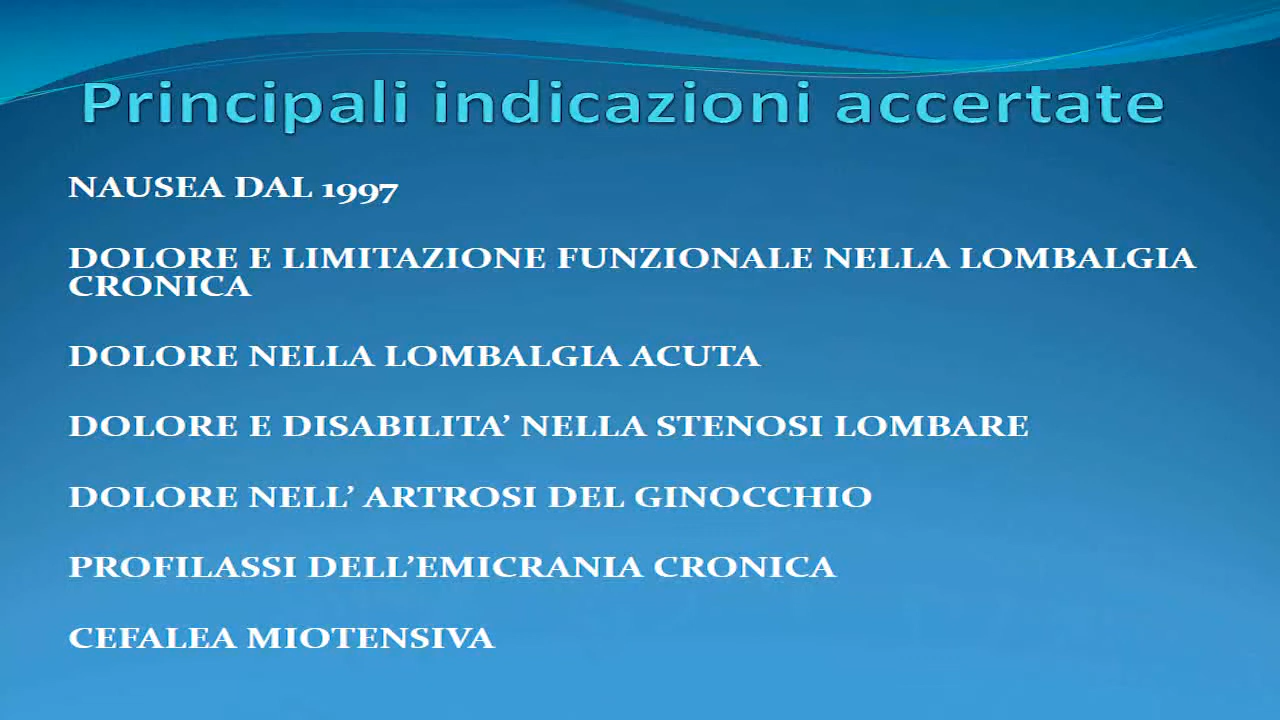 Principali indicazioni accertate
NAUSEA DAL 1997
DOLORE E LIMITAZIONE FUNZIONALE NELLA LOMBALGIA
CRONICA
DOLORE NELLA LOMBALGIA ACUTA
DOLORE E DISABILITA’ NELLA STENOSI LOMBARE
DOLORE NELL’ ARTROSI DEL GINOCCHIO
PROFILASSI DELL’EMICRANIA CRONICA
CEFALEA MIOTENSIVA